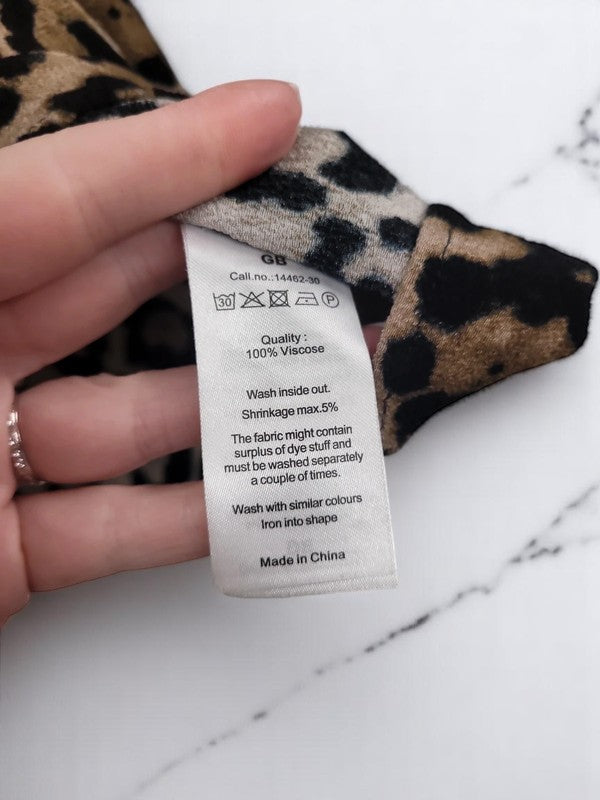 GB
Call.no.:14462-30
30 P
Quality :
100% Viscose
Wash inside out.
Shrinkage max.5%
The fabric might contain
surplus of dye stuff and
must be washed separately
a couple of times.
Wash with similar colours
Iron into shape
Made in China